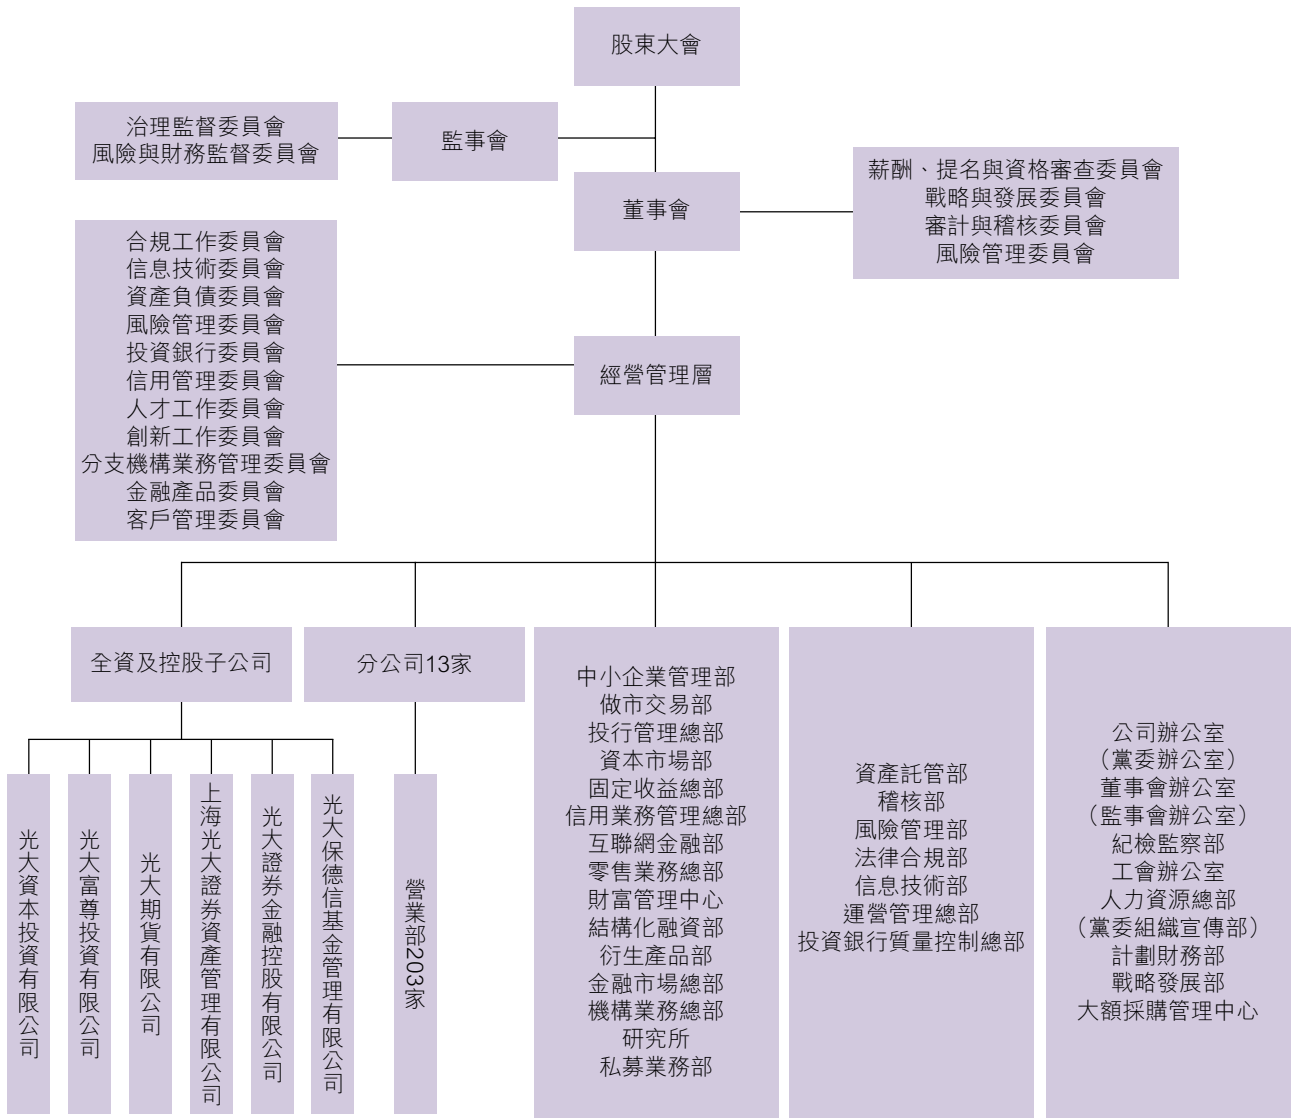 股東大會
治理監督委員會
風險與財務監督委員會
監事會
董事會
薪酬、提名與資格審查委員會
戰略與發展委員會
審計與稽核委員會
風險管理委員會
合規工作委員會
信息技術委員會
資產負債委員會
風險管理委員會
投資銀行委員會
信用管理委員會
人才工作委員會
創新工作委員會
分支機構業務管理委員會
金融產品委員會
客戶管理委員會
經營管理層
全資及控股子公司
分公司13家
光大資本投資有限公司
光大富尊投資有限公司
光大期貨有限公司
上海光大證券資產管理有限公司
光大證券金融控股有限公司
光大保德信基金管理有限公司
營業部203家
中小企業管理部
做市交易部
投行管理總部
資本市場部
固定收益總部
信用業務管理總部
互聯網金融部
零售業務總部
財富管理中心
結構化融資部
衍生產品部
金融市場總部
機構業務總部
研究所
私募業務部
資產託管部
稽核部
風險管理部
法律合規部
信息技術部
運營管理總部
投資銀行質量控制總部
公司辦公室
（黨委辦公室）
董事會辦公室
（監事會辦公室）
紀檢監察部
工會辦公室
人力資源總部
（黨委組織宣傳部）
計劃財務部
戰略發展部
大額採購管理中心